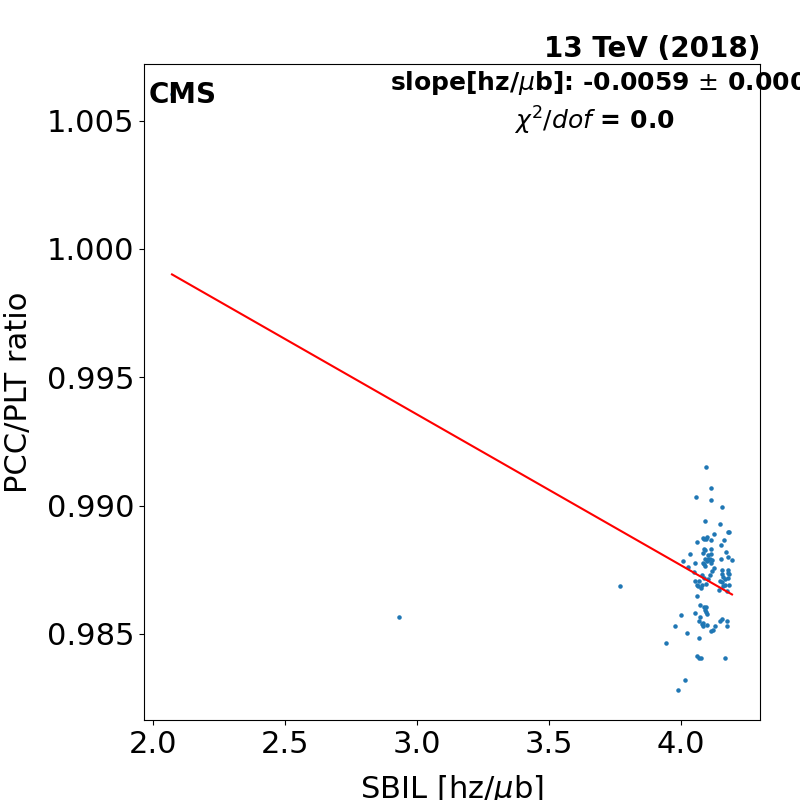 13 TeV (2018)
CMS
slope[hz/μb]: -0.0059 ± 0.000
χ²/dof = 0.0
1.005
1.000
0.995
0.990
0.985
PCC/PLT ratio
2.0 2.5 3.0 3.5 4.0
SBIL [hz/μb]